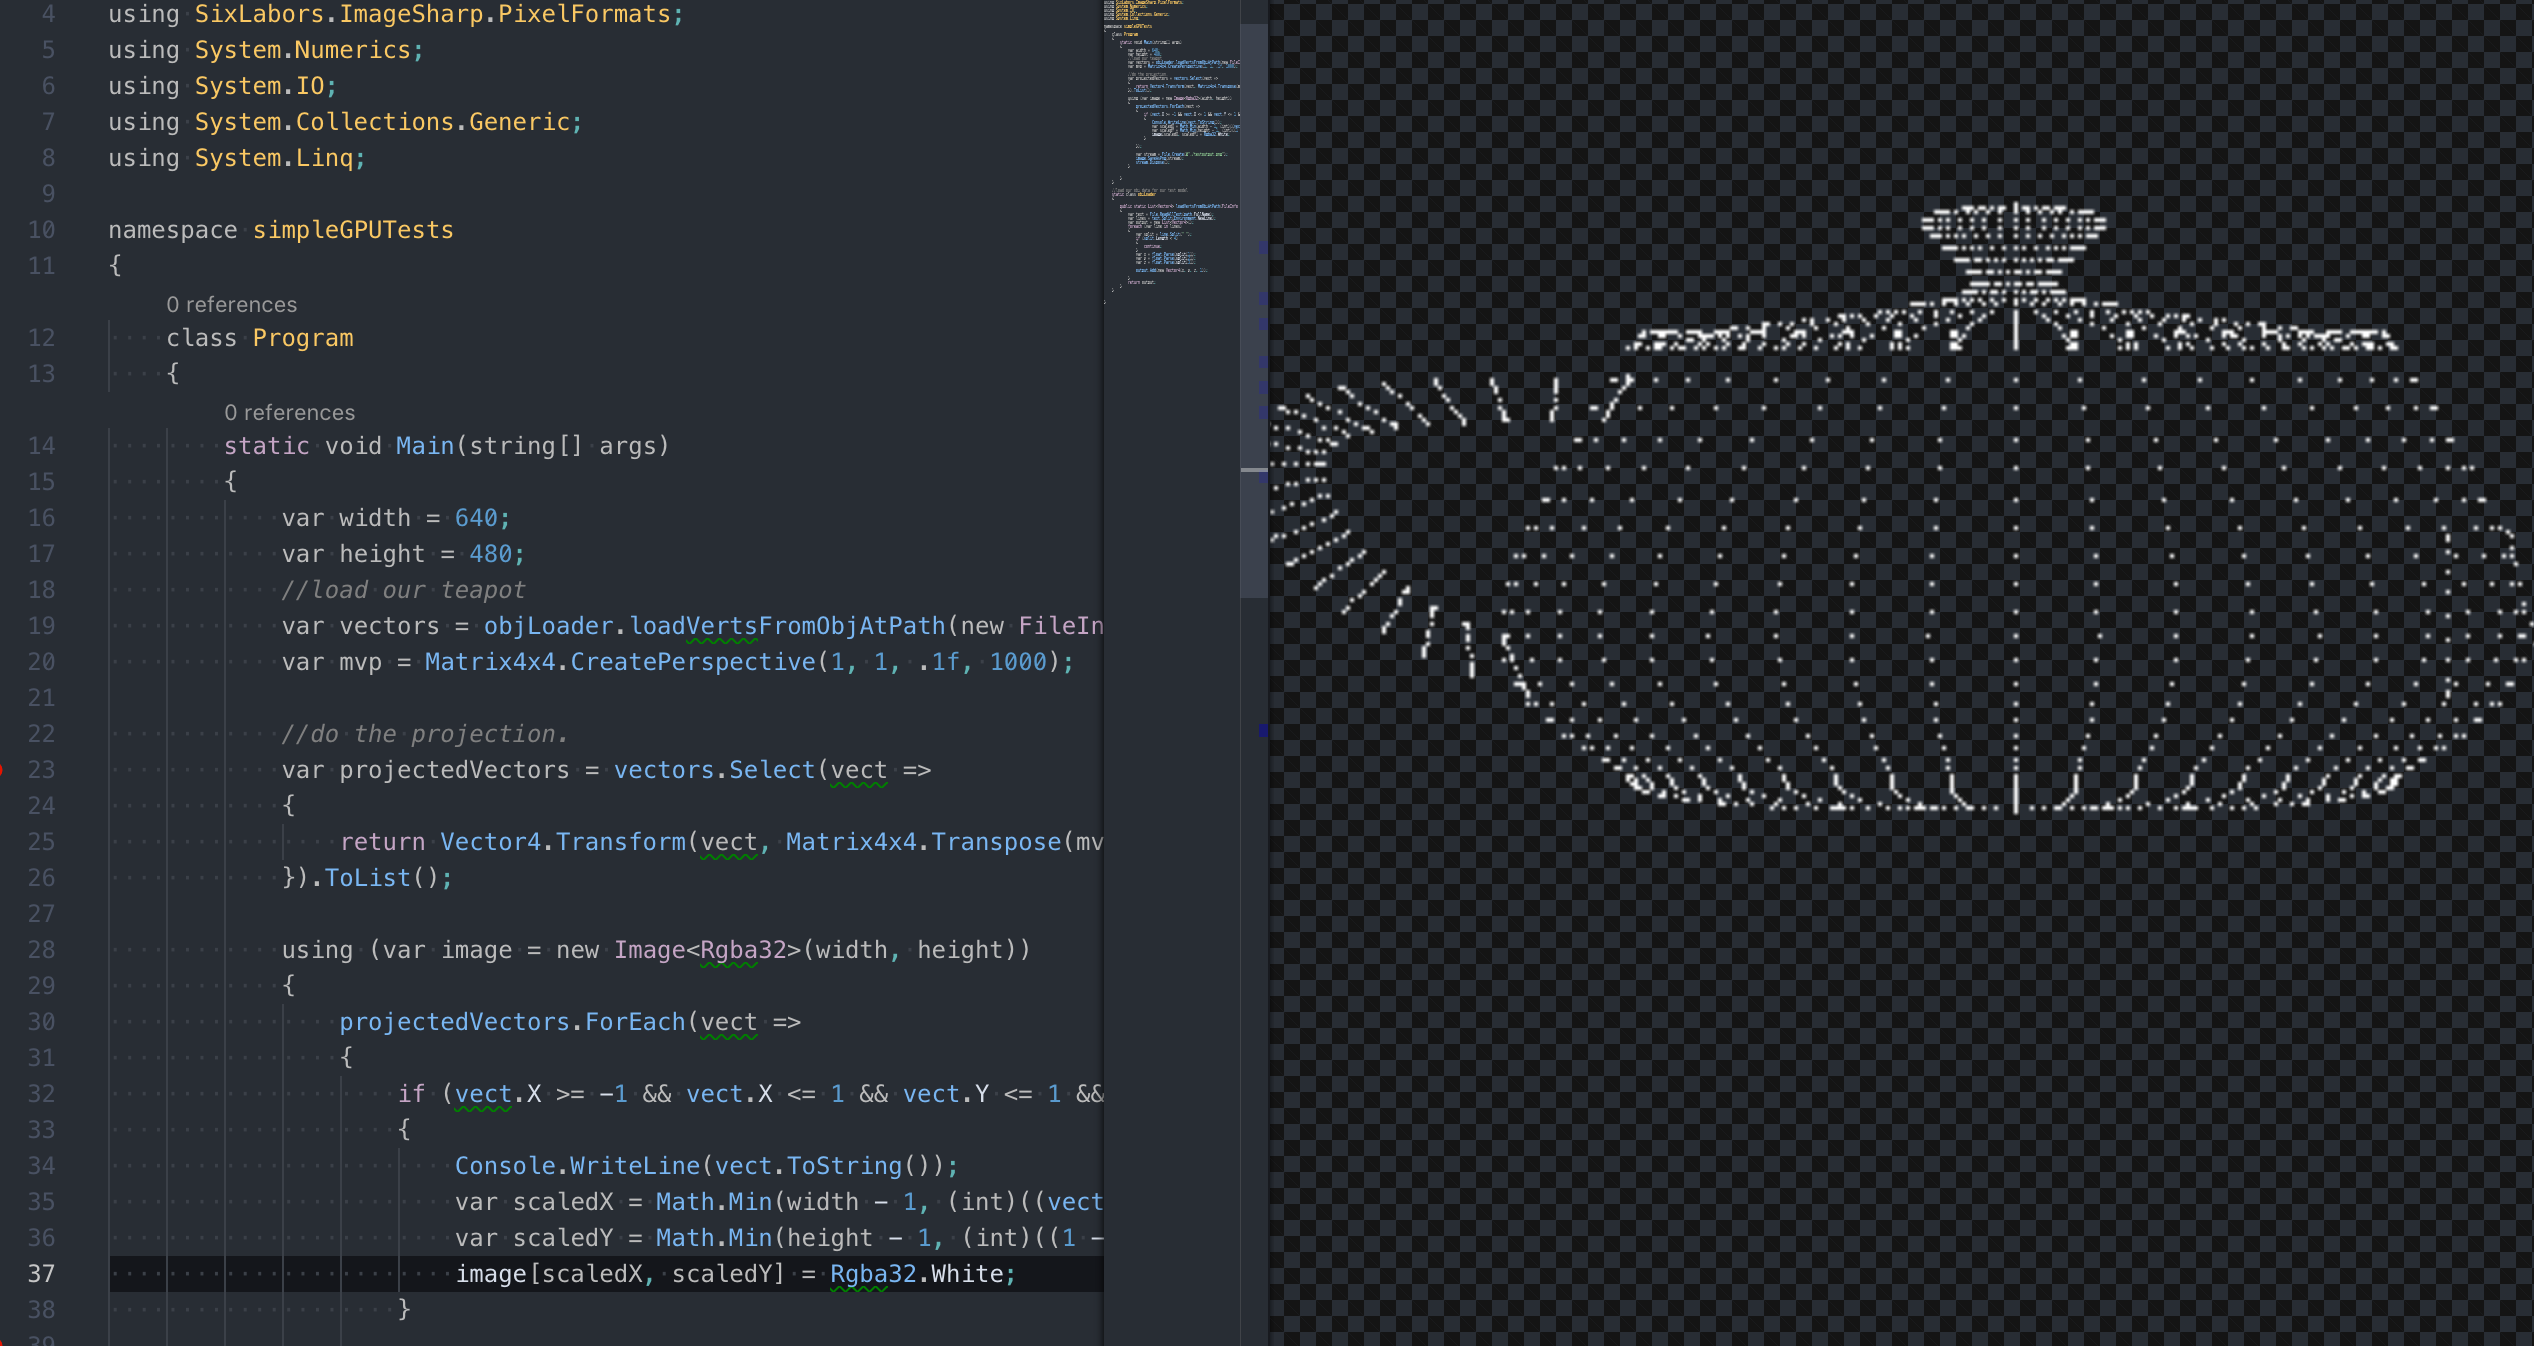 4 using SixLabors.ImageSharp.PixelFormats;
5 using System.Numerics;
6 using System.IO;
7 using System.Collections.Generic;
8 using System.Linq;
9
10 namespace simpleGPUTests
11 {
0 references
12 class Program
13 {
0 references
14 static void Main(string[] args)
15 {
16 var width = 640;
17 var height = 480;
18 //load our teapot
19 var vectors = objLoader.loadVertsFromObjAtPath(new FileIn
20 var mvp = Matrix4x4.CreatePerspective(1, 1, .1f, 1000);
21
22 //do the projection.
23 var projectedVectors = vectors.Select(vect =>
24 {
25 return Vector4.Transform(vect, Matrix4x4.Transpose(mv
26 }).ToList();
27
28 using (var image = new Image<Rgba32>(width, height))
29 {
30 projectedVectors.ForEach(vect =>
31 {
32 if (vect.X >= -1 && vect.X <= 1 && vect.Y <= 1 &&
33 {
34 Console.WriteLine(vect.ToString());
35 var scaledX = Math.Min(width - 1, (int)((vect
36 var scaledY = Math.Min(height - 1, (int)((1 -
37 image[scaledX, scaledY] = Rgba32.White;
38 }
39